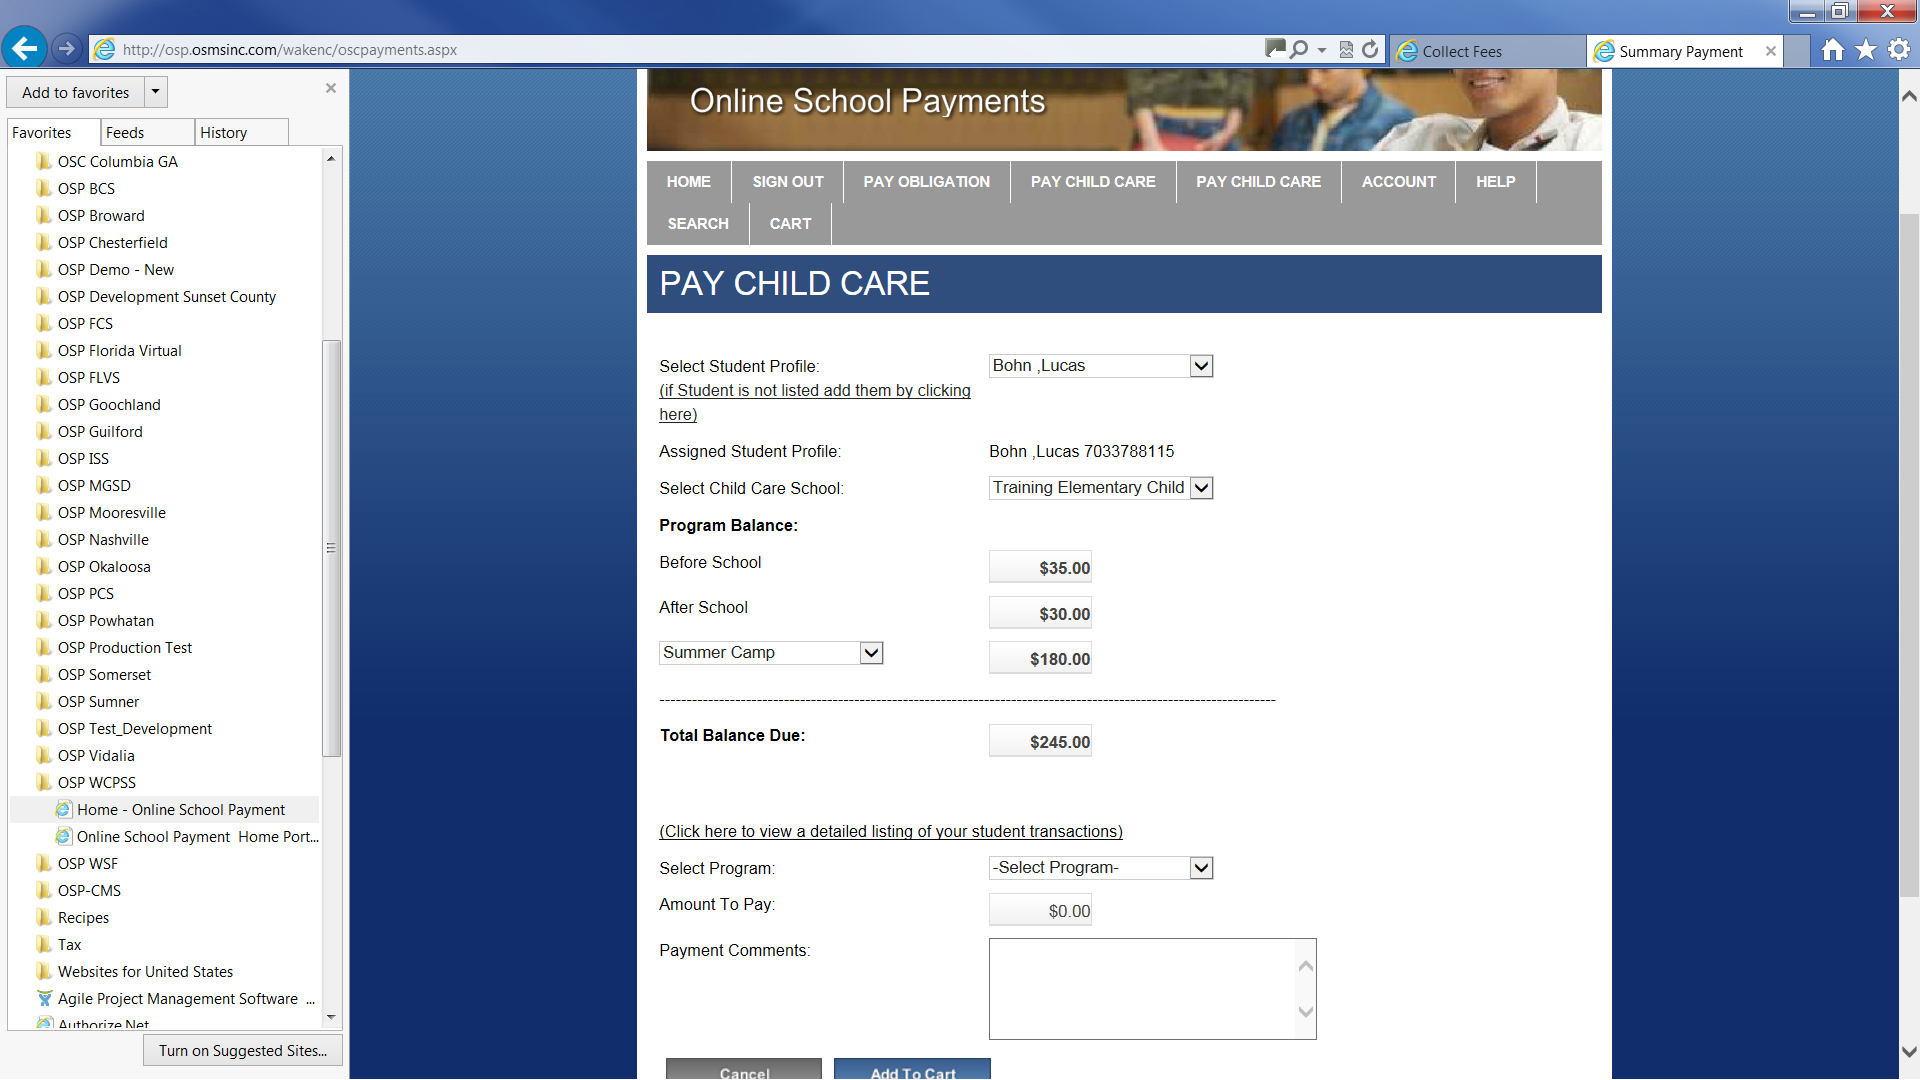 http://osp.osmsinc.com/wakenc/oscpayments.aspx
Collect Fees
Summary Payment
Add to favorites
Favorites
Feeds
History
OSC Columbia GA
OSP BCS
OSP Broward
OSP Chesterfield
OSP Demo - New
OSP Development Sunset County
OSP FCS
OSP Florida Virtual
OSP FLVS
OSP Goochland
OSP Guilford
OSP ISS
OSP MGSD
OSP Mooresville
OSP Nashville
OSP Okaloosa
OSP PCS
OSP Powhatan
OSP Production Test
OSP Somerset
OSP Sumner
OSP Test_Development
OSP Vidalia
OSP WCPSS
Home - Online School Payment
Online School Payment Home Port...
OSP WSF
OSP-CMS
Recipes
Tax
Websites for United States
Agile Project Management Software ...
Authorize.Net
Turn on Suggested Sites...
Online School Payments
HOME
SIGN OUT
PAY OBLIGATION
PAY CHILD CARE
PAY CHILD CARE
ACCOUNT
HELP
SEARCH
CART
PAY CHILD CARE
Select Student Profile:
Bohn ,Lucas
(if Student is not listed add them by clicking
here)
Assigned Student Profile:
Bohn ,Lucas 7033788115
Select Child Care School:
Training Elementary Child
Program Balance:
Before School
$35.00
After School
$30.00
Summer Camp
$180.00
Total Balance Due:
$245.00
(Click here to view a detailed listing of your student transactions)
Select Program:
-Select Program-
Amount To Pay:
$0.00
Payment Comments:
Cancel
Add To Cart